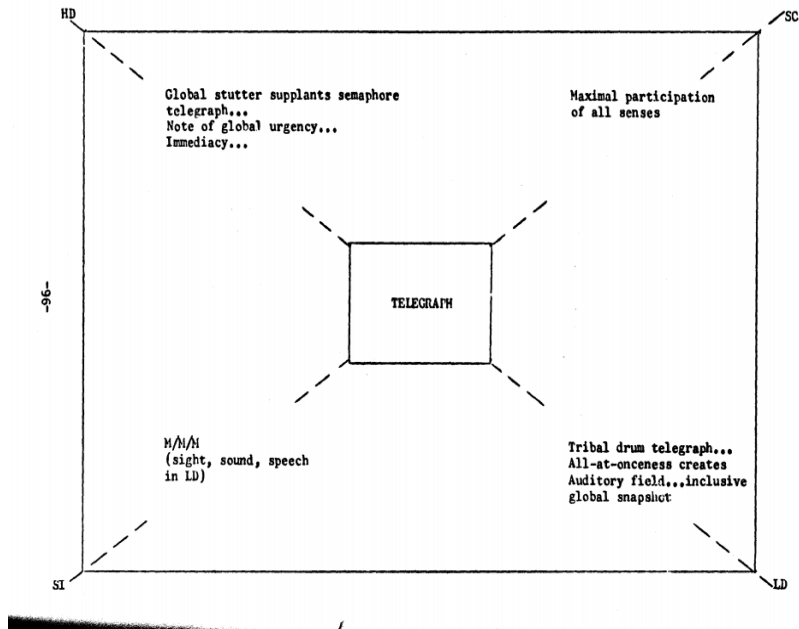 HD
SC
Global stutter supplants semaphore
telegraph...
Note of global urgency...
Immediacy...
Maximal participation
of all senses
-96-
TELEGRAPH
M/M/M
(sight, sound, speech
in LD)
Tribal drum telegraph...
All-at-onceness creates
Auditory field...inclusive
global snapshot
SI
LD